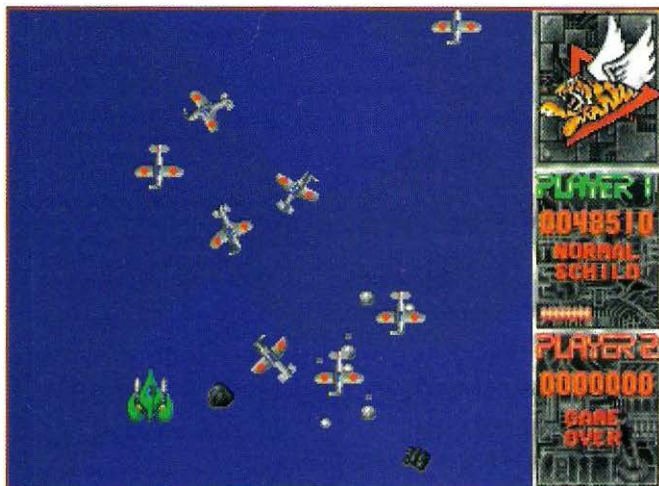 PLAYER 1
0048510
NORMAL
SCHILD
PLAYER 2
0000000
GAME
OVER